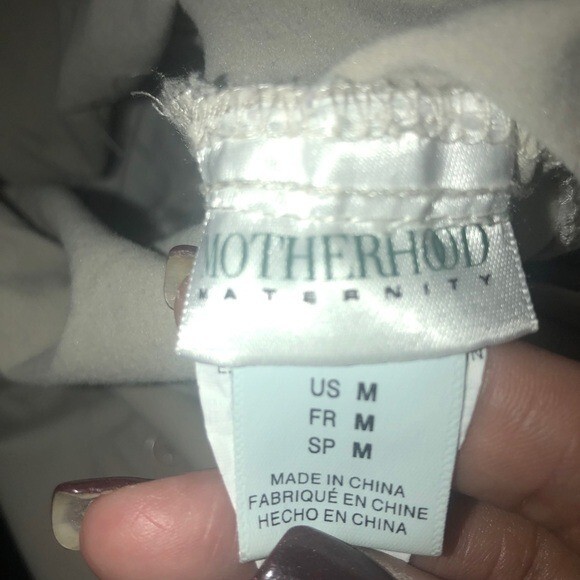 MOTHERHOOD
MATERNITY
US M
FR M
SP M
MADE IN CHINA
FABRIQUÉ EN CHINE
HECHO EN CHINA